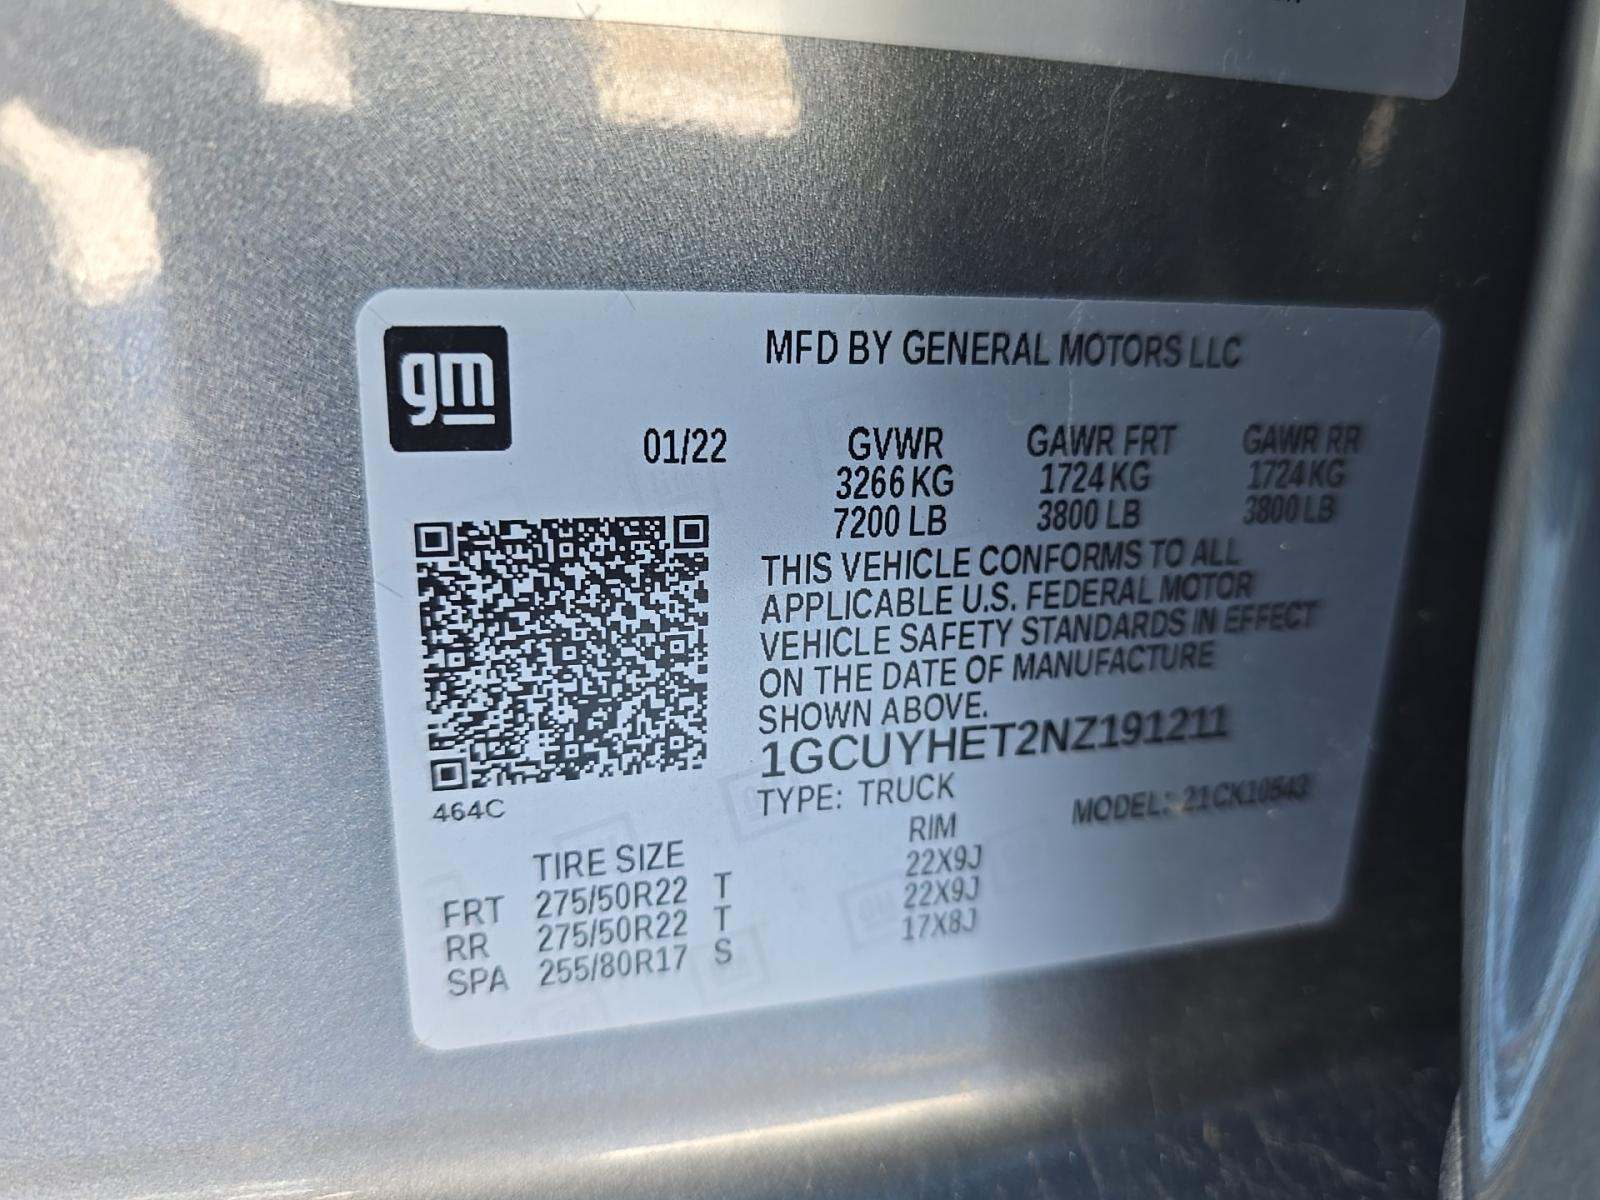 gm
MFD BY GENERAL MOTORS LLC
01/22
GVWR GAWR FRT GAWR RR
3266 KG 1724 KG 1724 KG
7200 LB 3800 LB 3800 LB
THIS VEHICLE CONFORMS TO ALL
APPLICABLE U.S. FEDERAL MOTOR
VEHICLE SAFETY STANDARDS IN EFFECT
ON THE DATE OF MANUFACTURE
SHOWN ABOVE.
1GCUYHET2NZ191211
464C
TYPE: TRUCK MODEL: 21CK10543
TIRE SIZE RIM
FRT 275/50R22 T 22X9J
RR 275/50R22 T 22X9J
SPA 255/80R17 S 17X8J